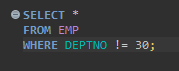 SELECT *
FROM EMP
WHERE DEPTNO != 30;